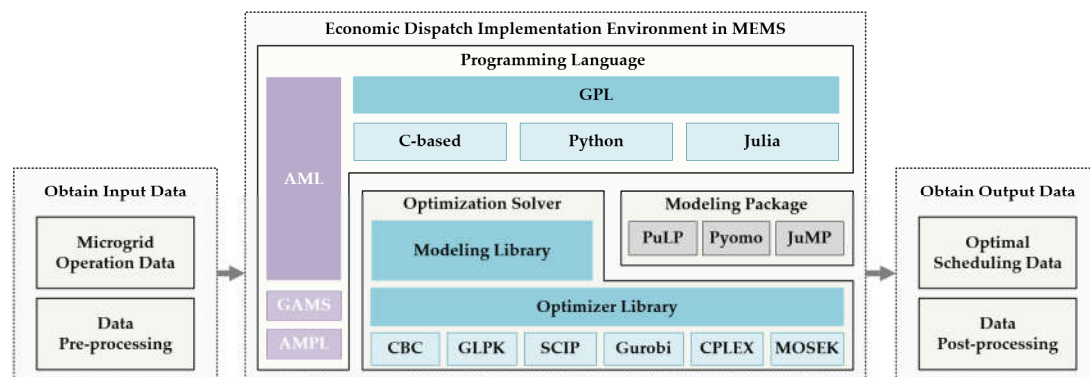 Economic Dispatch Implementation Environment in MEMS
Programming Language
GPL
C-based
Python
Julia
AML
GAMS
AMPL
Obtain Input Data
Microgrid
Operation Data
Data
Pre-processing
Optimization Solver
Modeling Library
Modeling Package
PuLP
Pyomo
JuMP
Optimizer Library
CBC
GLPK
SCIP
Gurobi
CPLEX
MOSEK
Obtain Output Data
Optimal
Scheduling Data
Data
Post-processing